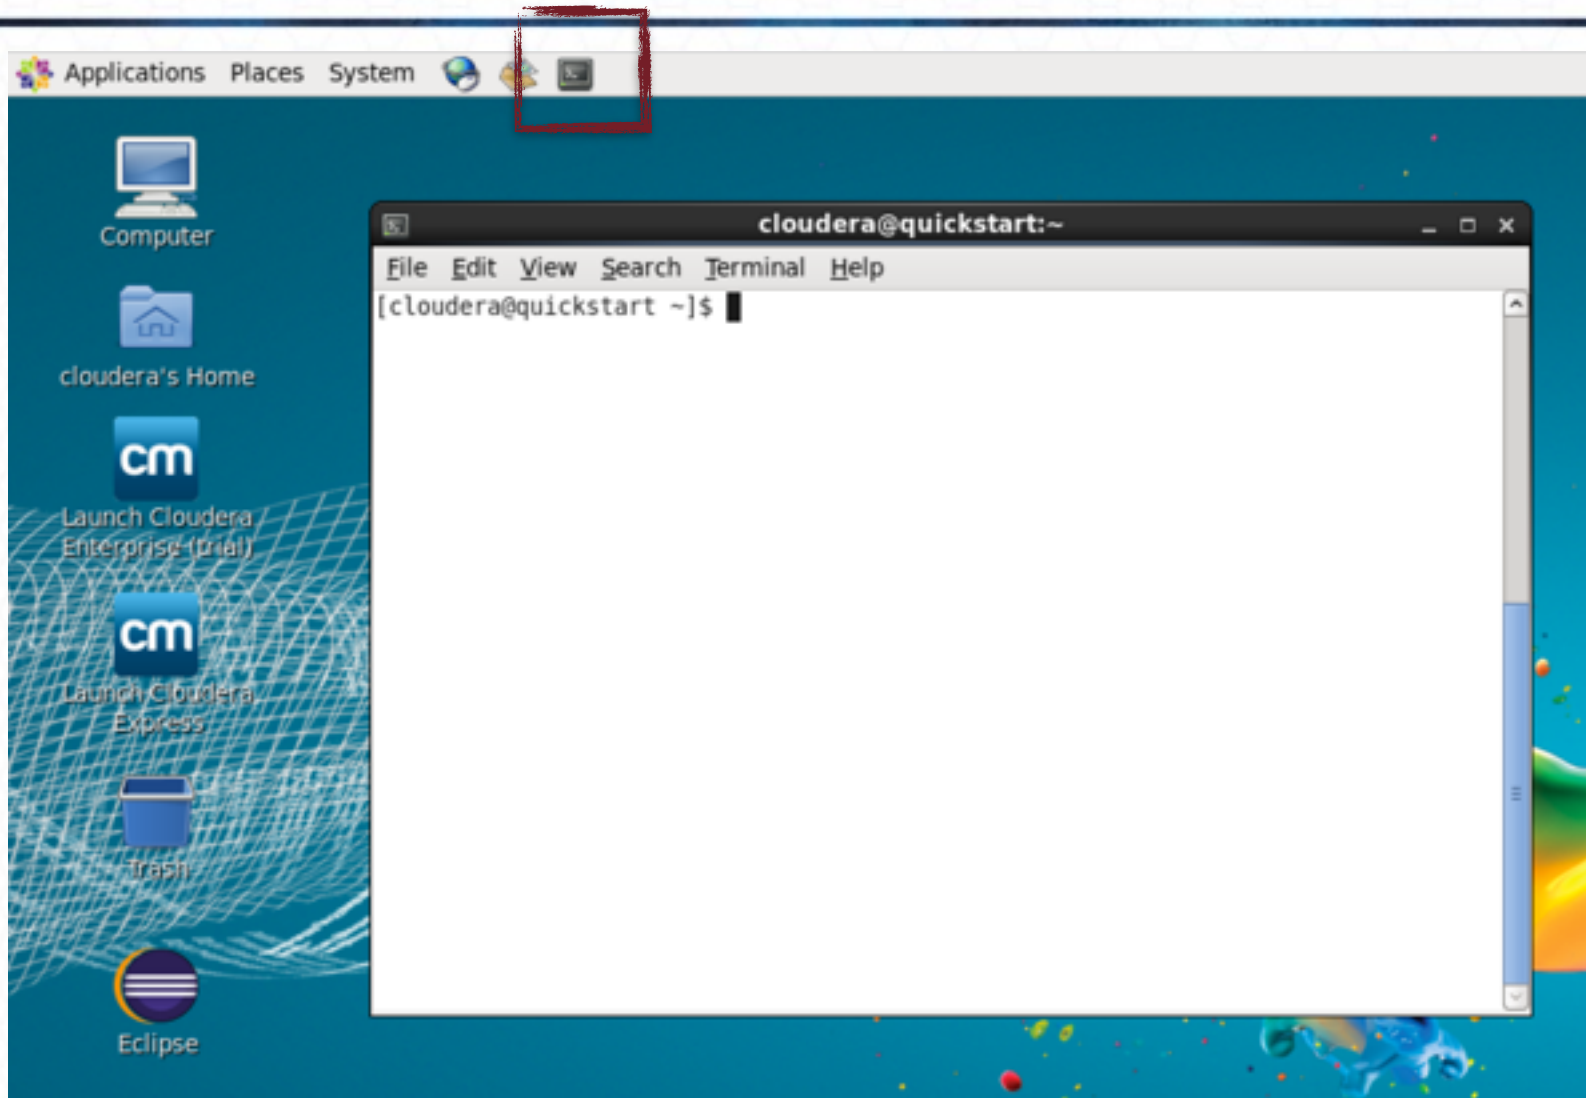 Applications Places System
Computer
cloudera's Home
cm
Launch Cloudera
Enterprise (trial)
cm
Launch Cloudera
Express
Trash
Eclipse
cloudera@quickstart:~
File Edit View Search Terminal Help
[cloudera@quickstart ~]$